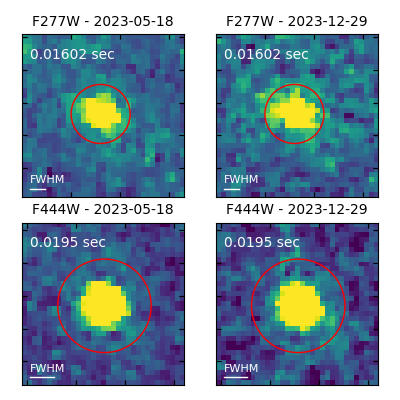 F277W - 2023-05-18
F277W - 2023-12-29
0.01602 sec
0.01602 sec
FWHM
FWHM
F444W - 2023-05-18
F444W - 2023-12-29
0.0195 sec
0.0195 sec
FWHM
FWHM